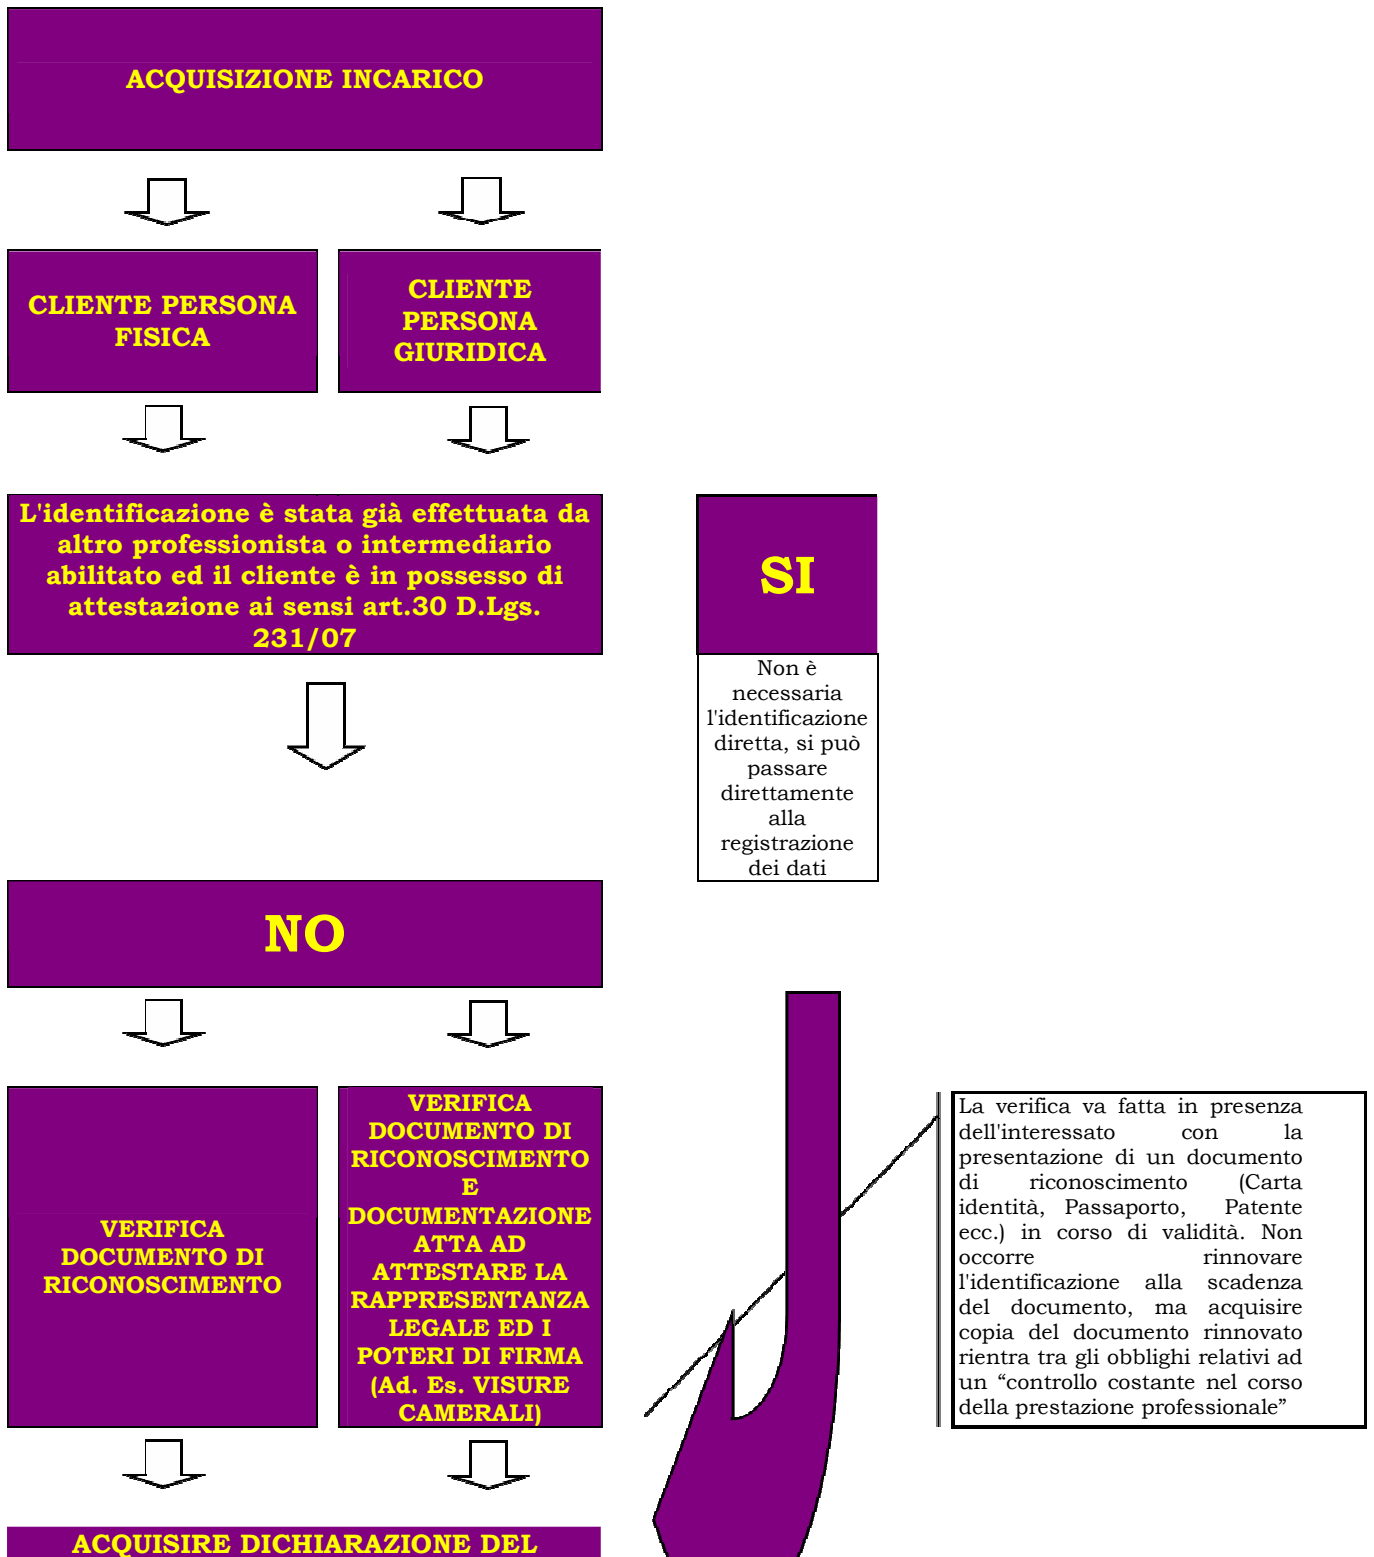 ACQUISIZIONE INCARICO
CLIENTE PERSONA
FISICA
CLIENTE
PERSONA
GIURIDICA
L'identificazione è stata già effettuata da
altro professionista o intermediario
abilitato ed il cliente è in possesso di
attestazione ai sensi art.30 D.Lgs.
231/07
SI
Non è
necessaria
l'identificazione
diretta, si può
passare
direttamente
alla
registrazione
dei dati
NO
VERIFICA
DOCUMENTO DI
RICONOSCIMENTO
VERIFICA
DOCUMENTO DI
RICONOSCIMENTO
E
DOCUMENTAZIONE
ATTA AD
ATTESTARE LA
RAPPRESENTANZA
LEGALE ED I
POTERI DI FIRMA
(Ad. Es. VISURE
CAMERALI)
La verifica va fatta in presenza
dell'interessato con la
presentazione di un documento
di riconoscimento (Carta
identità, Passaporto, Patente
ecc.) in corso di validità. Non
occorre rinnovare
l'identificazione alla scadenza
del documento, ma acquisire
copia del documento rinnovato
rientra tra gli obblighi relativi ad
un “controllo costante nel corso
della prestazione professionale”
ACQUISIRE DICHIARAZIONE DEL